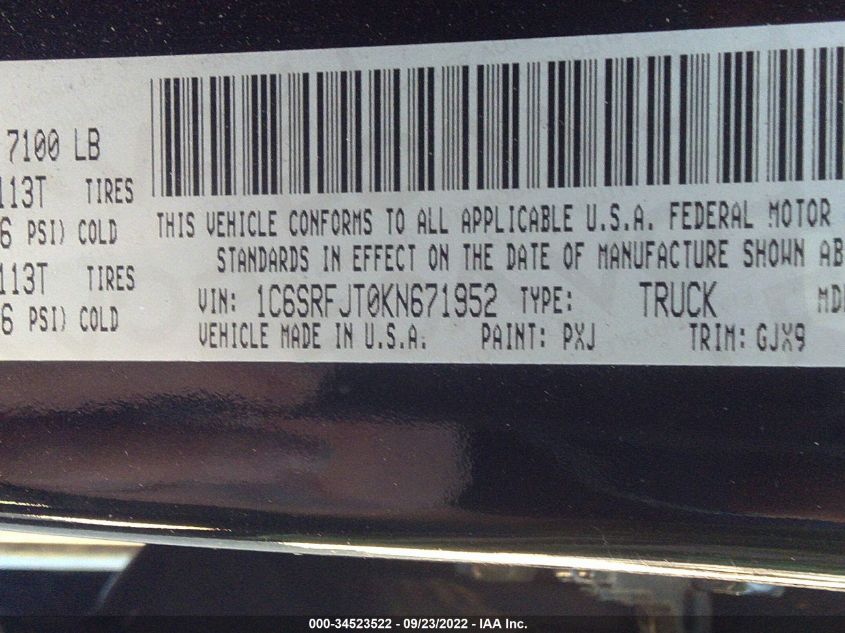 7100 LB
113T TIRES
6 PSI) COLD
113T TIRES
6 PSI) COLD
THIS VEHICLE CONFORMS TO ALL APPLICABLE U.S.A. FEDERAL MOTOR
STANDARDS IN EFFECT ON THE DATE OF MANUFACTURE SHOWN AB
VIN: 1C6SRFJT0KN671952 TYPE: TRUCK MD
VEHICLE MADE IN U.S.A. PAINT: PXJ TRIM: GJX9
000-34523522 - 09/23/2022 - IAA Inc.